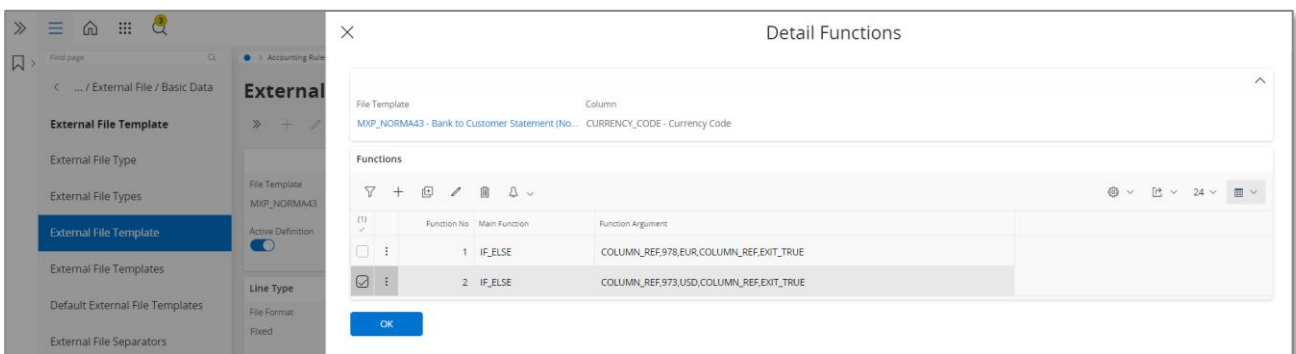 3
Find page
Accounting Rule
... / External File / Basic Data
External File Template
External File Type
External File Types
External File Template
External File Templates
Default External File Templates
External File Separators
External
File Template
MXP_NORMA43
Active Definition
Line Type
File Format
Fixed
Detail Functions
File Template
Column
MXP_NORMA43 - Bank to Customer Statement (No...
CURRENCY_CODE - Currency Code
Functions
24
(1)
Function No Main Function Function Argument
1 IF_ELSE COLUMN_REF,978,EUR,COLUMN_REF,EXIT_TRUE
2 IF_ELSE COLUMN_REF,973,USD,COLUMN_REF,EXIT_TRUE
OK